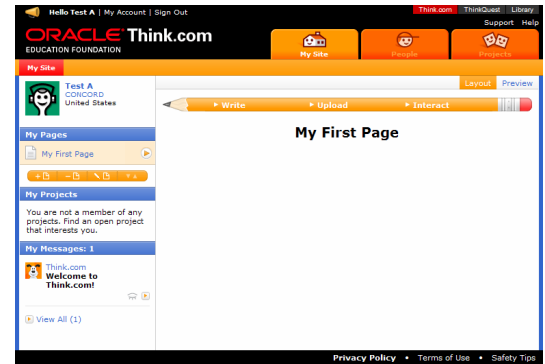 Hello Test A | My Account | Sign Out
Think.com ThinkQuest Library
Support Help
ORACLE Think.com
EDUCATION FOUNDATION
My Site People Projects
My Site
Layout Preview
Test A
CONCORD
United States
Write Upload Interact
My First Page
My Pages
My First Page
My Projects
You are not a member of any
projects. Find an open project
that interests you.
My Messages: 1
Think.com
Welcome to
Think.com!
View All (1)
Privacy Policy • Terms of Use • Safety Tips